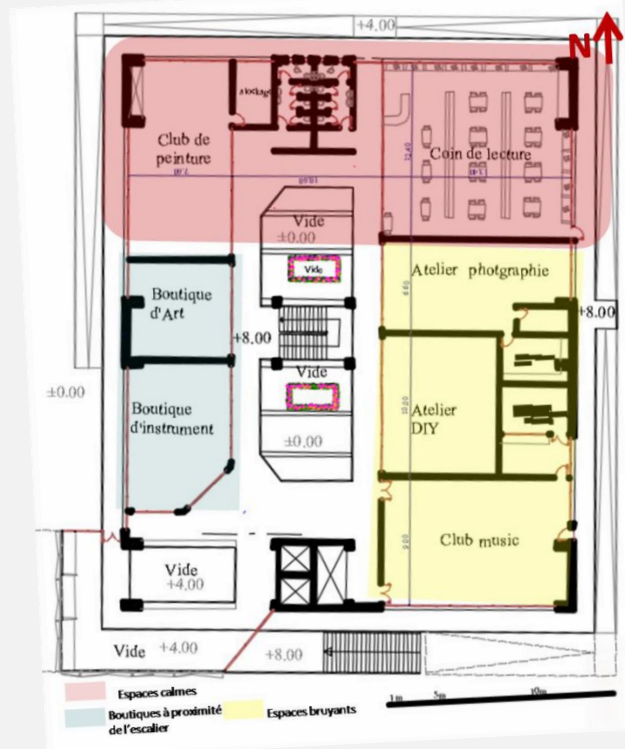 +4.00
N
stockage
Club de
peinture
Coin de lecture
Vide
±0.00
Vide
Atelier photgraphie
Boutique
d'Art
+8.00
+8.00
Vide
±0.00
Boutique
d'instrument
Atelier
DIY
±0.00
Club music
Vide
+4.00
Vide +4.00
+8.00
Espaces calmes
Boutiques à proximité
de l'escalier
Espaces bruyants
1m 5m 10m